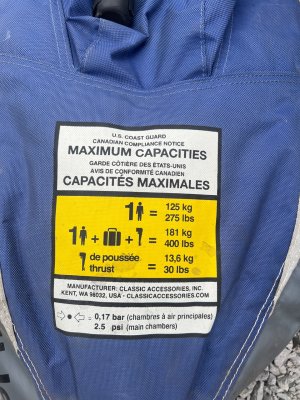 U.S. COAST GUARD
CANADIAN COMPLIANCE NOTICE
MAXIMUM CAPACITIES
GARDE CÔTIÈRE DES ÉTATS-UNIS
AVIS DE CONFORMITÉ CANADIEN
CAPACITÉS MAXIMALES
1 = 125 kg
275 lbs
1 + + = 181 kg
400 lbs
de poussée
thrust = 13,6 kg
30 lbs
MANUFACTURER: CLASSIC ACCESSORIES, INC.
KENT, WA 98032, USA · CLASSICACCESSORIES.COM
= 0,17 bar (chambres à air principales)
2.5 psi (main chambers)